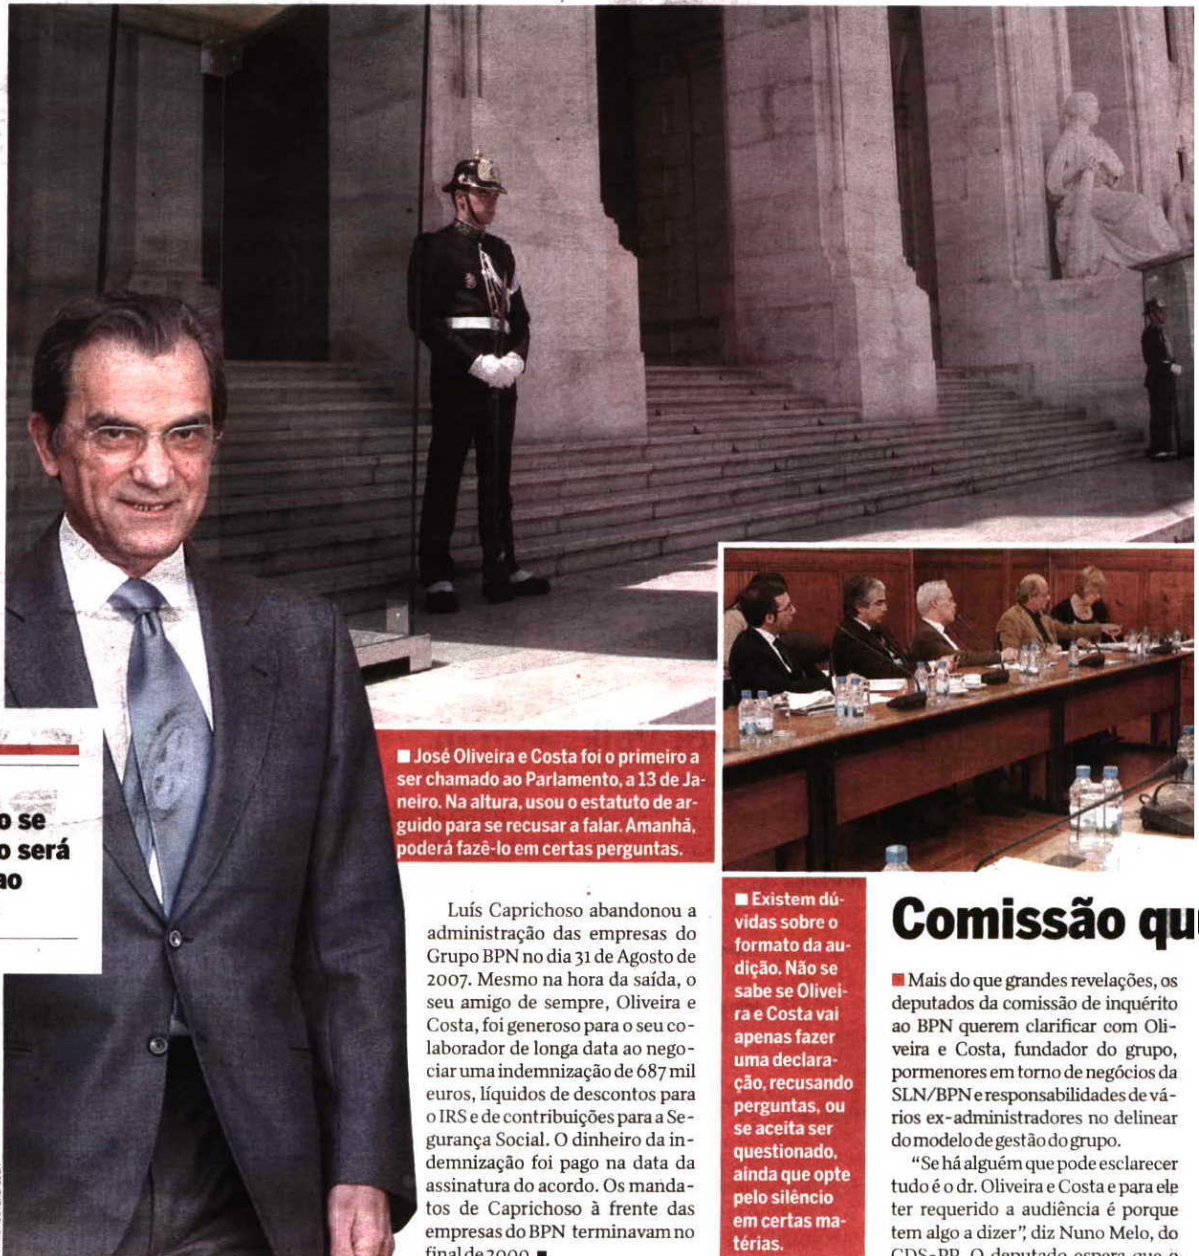 o se
o será
ao
■ José Oliveira e Costa foi o primeiro a
ser chamado ao Parlamento, a 13 de Ja-
neiro. Na altura, usou o estatuto de ar-
guido para se recusar a falar. Amanhã,
poderá fazê-lo em certas perguntas.
Luís Caprichoso abandonou a
administração das empresas do
Grupo BPN no dia 31 de Agosto de
2007. Mesmo na hora da saída, o
seu amigo de sempre, Oliveira e
Costa, foi generoso para o seu co-
laborador de longa data ao nego-
ciar uma indemnização de 687 mil
euros, líquidos de descontos para
o IRS e de contribuições para a Se-
gurança Social. O dinheiro da in-
demnização foi pago na data da
assinatura do acordo. Os manda-
tos de Caprichoso à frente das
empresas do BPN terminavam no
final de 2009. ■
■ Existem dú-
vidas sobre o
formato da au-
dição. Não se
sabe se Olivei-
ra e Costa vai
apenas fazer
uma declara-
ção, recusando
perguntas, ou
se aceita ser
questionado,
ainda que opte
pelo silêncio
em certas ma-
térias.
Comissão qu
■ Mais do que grandes revelações, os
deputados da comissão de inquérito
ao BPN querem clarificar com Oli-
veira e Costa, fundador do grupo,
pormenores em torno de negócios da
SLN/BPN e responsabilidades de vá-
rios ex-administradores no delinear
do modelo de gestão do grupo.
"Se há alguém que pode esclarecer
tudo é o dr. Oliveira e Costa e para ele
ter requerido a audiência é porque
tem algo a dizer", diz Nuno Melo, do
CDS-PP. O deputado espera que o